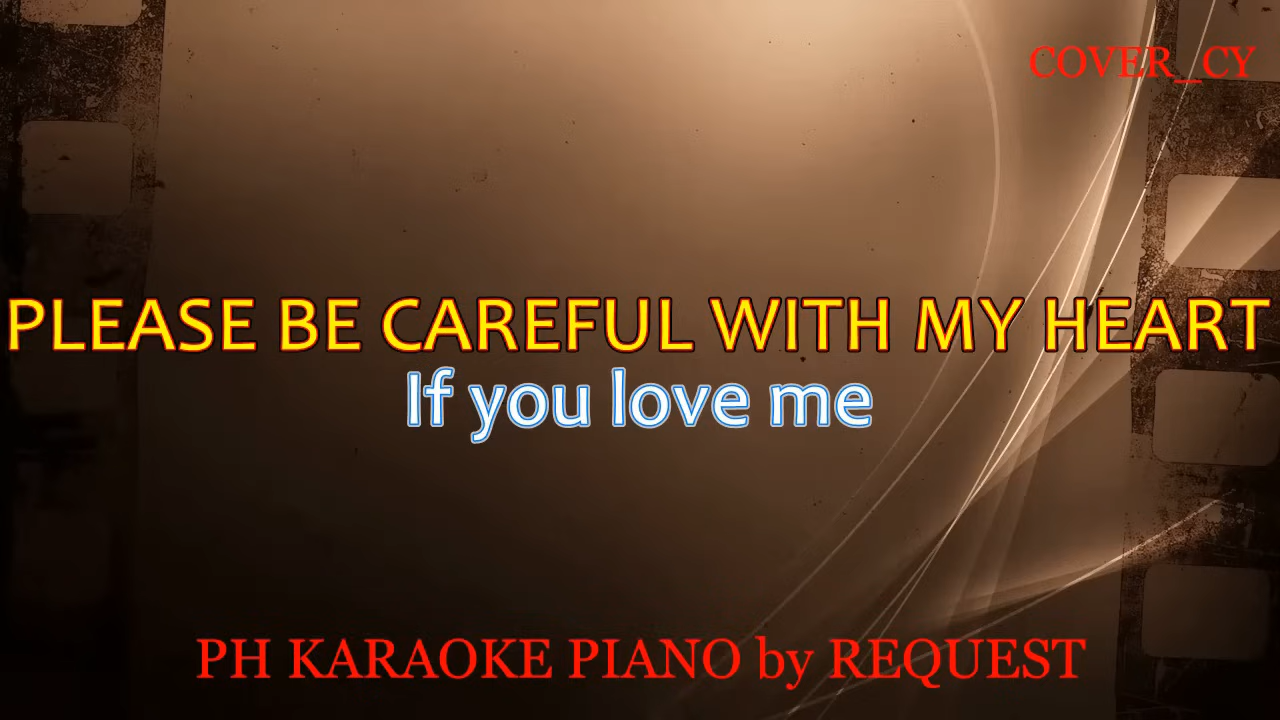 COVER_CY
PLEASE BE CAREFUL WITH MY HEART
If you love me
PH KARAOKE PIANO by REQUEST